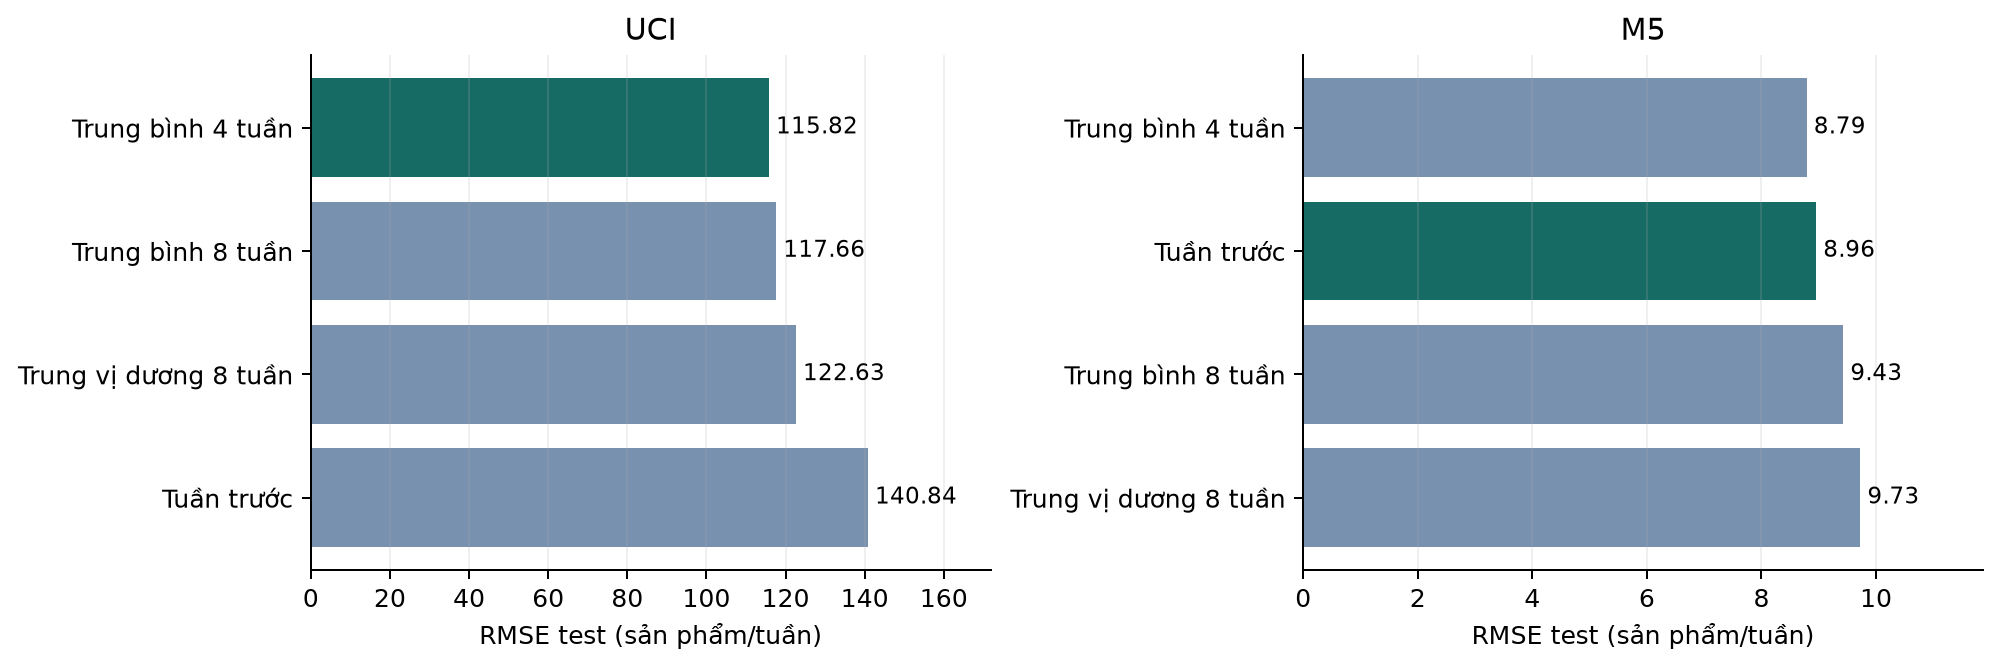 UCI
Trung bình 4 tuần
115.82
Trung bình 8 tuần
117.66
Trung vị dương 8 tuần
122.63
Tuần trước
140.84
0 20 40 60 80 100 120 140 160
RMSE test (sản phẩm/tuần)
M5
Trung bình 4 tuần
8.79
Tuần trước
8.96
Trung bình 8 tuần
9.43
Trung vị dương 8 tuần
9.73
0 2 4 6 8 10
RMSE test (sản phẩm/tuần)